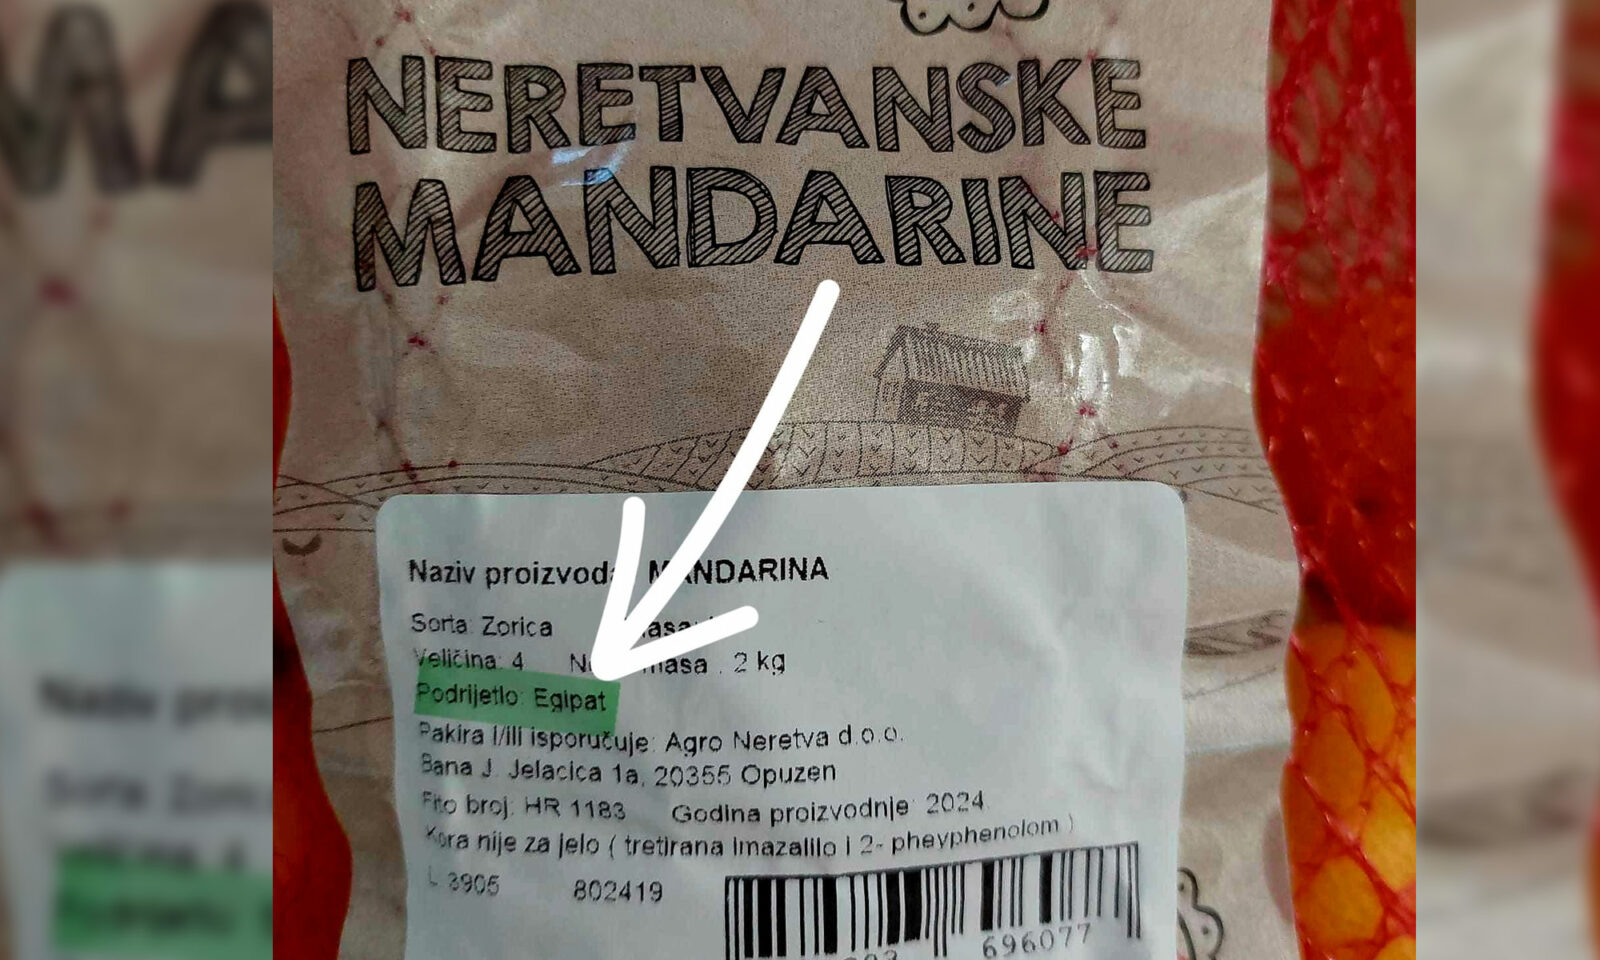 NERETVANSKE
MANDARINE
Naziv proizvoda MANDARINA
Sorta: Zorica
Veličina: 4 masa : 2 kg
Podrijetlo: Egipat
Pakira i/ili isporučuje: Agro Neretva d.o.o.
Bana J. Jelacica 1a, 20355 Opuzen
Fito broj: HR 1183 Godina proizvodnje: 2024
Kora nije za jelo ( tretirana Imazalilo i 2- pheyphenolom )
L 3905 802419
696077